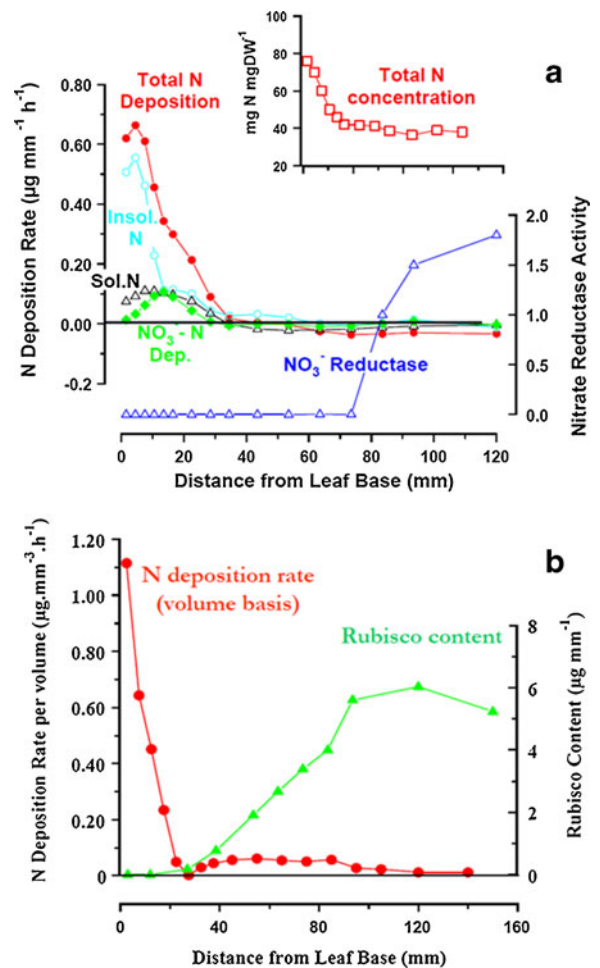 a
Total N
Deposition
Total N
concentration
mg N mgDW-1
100
80
60
40
20
N Deposition Rate (µg mm-1 h-1)
0.80
0.60
0.40
0.20
0.00
-0.2
Insol.
N
Sol.N
NO3- - N
Dep.
NO3- Reductase
2.0
1.5
1.0
0.5
0.0
Nitrate Reductase Activity
0 20 40 60 80 100 120
Distance from Leaf Base (mm)
b
N deposition rate
(volume basis)
Rubisco content
N Deposition Rate per volume (µg.mm-3.h-1)
1.20
1.00
0.80
0.60
0.40
0.20
0
8
6
4
2
0
Rubisco Content (µg mm-1)
0 40 80 120 160
Distance from Leaf Base (mm)